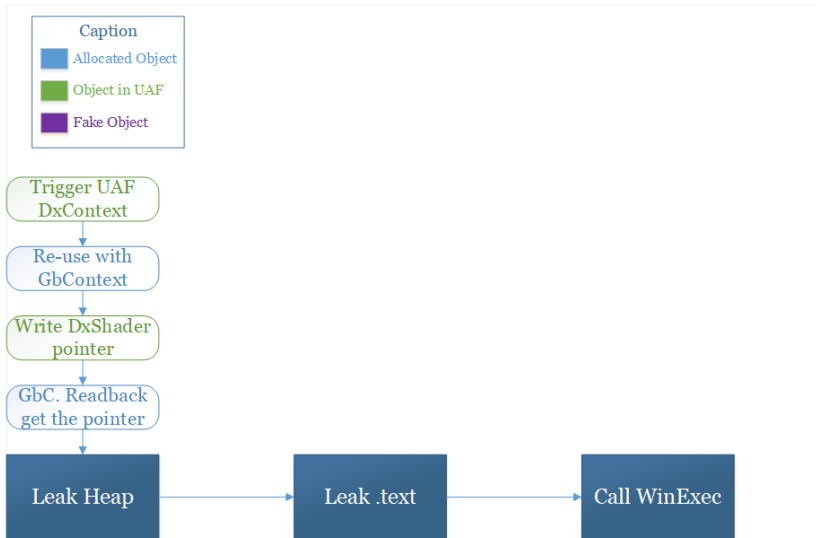 Caption
Allocated Object
Object in UAF
Fake Object
Trigger UAF
DxContext
Re-use with
GbContext
Write DxShader
pointer
GbC. Readback
get the pointer
Leak Heap
Leak .text
Call WinExec